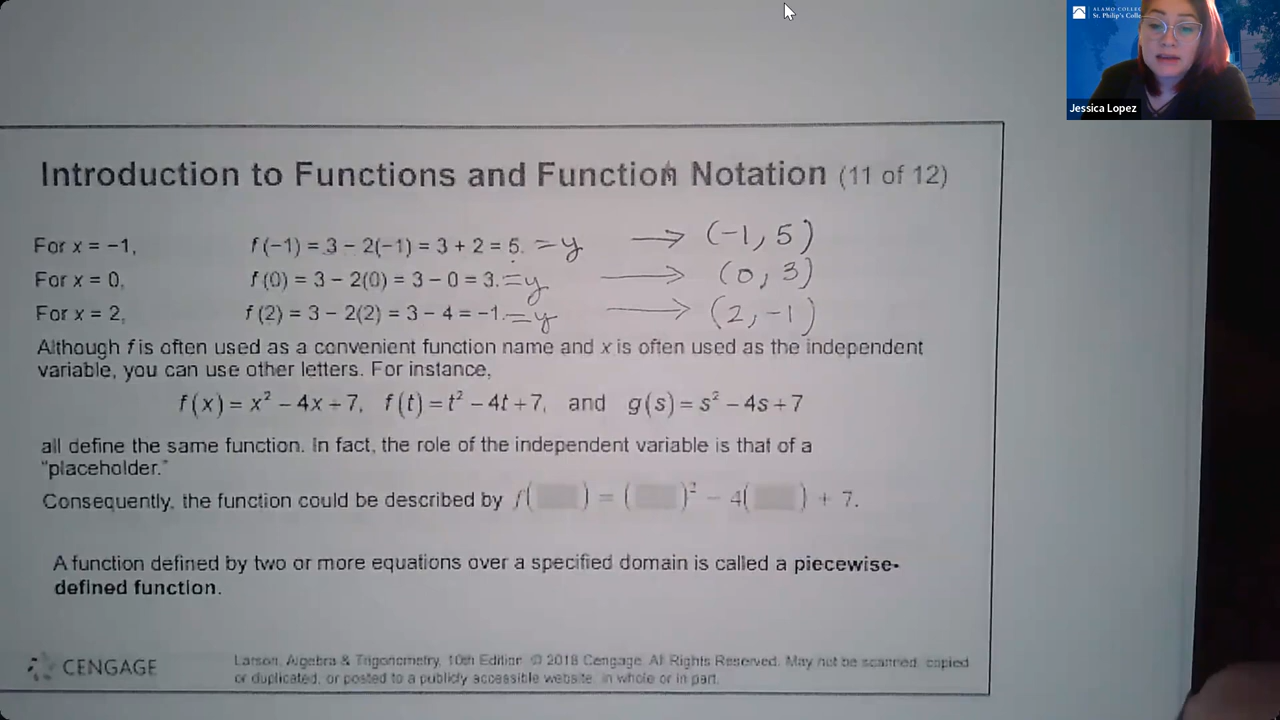 ALAMO COLLE
St. Philip's Colle
Jessica Lopez
Introduction to Functions and Function Notation (11 of 12)
For x = −1, f(−1) = 3 − 2(−1) = 3 + 2 = 5. = y → (−1, 5)
For x = 0, f(0) = 3 − 2(0) = 3 − 0 = 3. = y → (0, 3)
For x = 2, f(2) = 3 − 2(2) = 3 − 4 = −1. = y → (2, −1)
Although f is often used as a convenient function name and x is often used as the independent
variable, you can use other letters. For instance,
f(x) = x² − 4x + 7, f(t) = t² − 4t + 7, and g(s) = s² − 4s + 7
all define the same function. In fact, the role of the independent variable is that of a
"placeholder."
Consequently, the function could be described by f( ) = ( )² − 4( ) + 7.
A function defined by two or more equations over a specified domain is called a piecewise-
defined function.
CENGAGE
Larson, Algebra & Trigonometry, 10th Edition. © 2018 Cengage. All Rights Reserved. May not be scanned, copied
or duplicated, or posted to a publicly accessible website, in whole or in part.